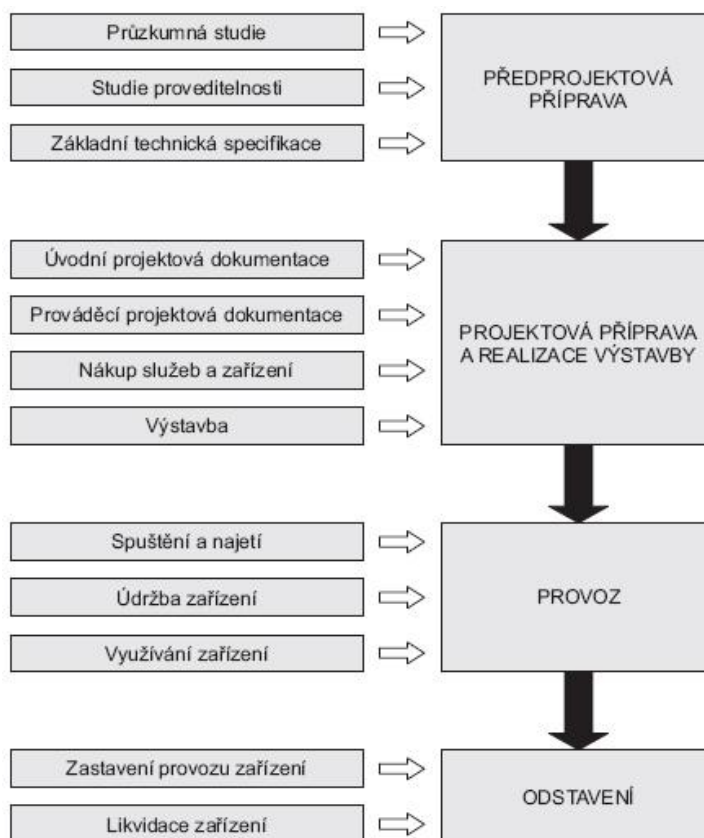 Průzkumná studie
Studie proveditelnosti
Základní technická specifikace
PŘEDPROJEKTOVÁ
PŘÍPRAVA
Úvodní projektová dokumentace
Prováděcí projektová dokumentace
Nákup služeb a zařízení
Výstavba
PROJEKTOVÁ PŘÍPRAVA
A REALIZACE VÝSTAVBY
Spuštění a najetí
Údržba zařízení
Využívání zařízení
PROVOZ
Zastavení provozu zařízení
Likvidace zařízení
ODSTAVENÍ